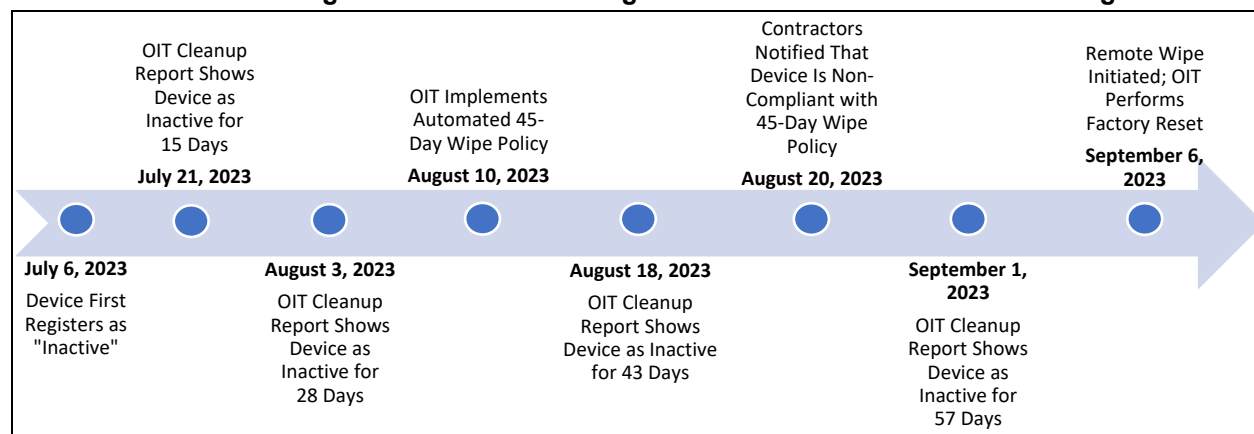 OIT Cleanup
Report Shows
Device as
Inactive for
15 Days
July 21, 2023
OIT Implements
Automated 45-
Day Wipe Policy
August 10, 2023
Contractors
Notified That
Device Is Non-
Compliant with
45-Day Wipe
Policy
August 20, 2023
Remote Wipe
Initiated; OIT
Performs
Factory Reset
September 6,
2023
July 6, 2023
Device First
Registers as
"Inactive"
August 3, 2023
OIT Cleanup
Report Shows
Device as
Inactive for
28 Days
August 18, 2023
OIT Cleanup
Report Shows
Device as Inactive
for 43 Days
September 1,
2023
OIT Cleanup
Report Shows
Device as
Inactive for
57 Days